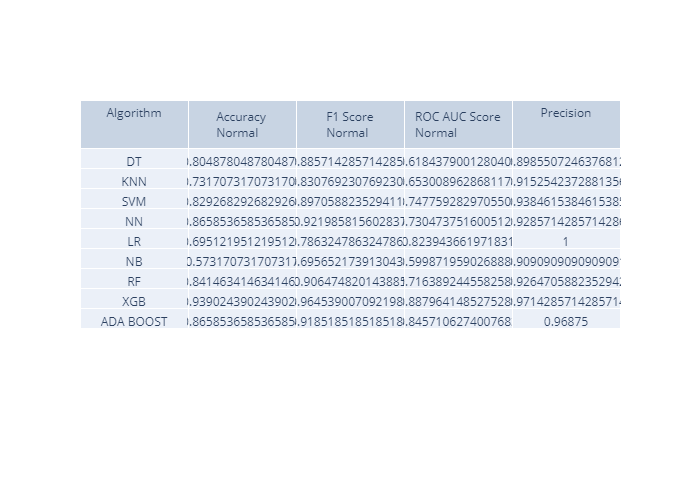 Algorithm Accuracy Normal F1 Score Normal ROC AUC Score Normal Precision
DT .804878048780487 .885714285714285 .618437900128040 .898550724637681
KNN .731707317073170 .830769230769230 .653008962868117 .915254237288135
SVM .829268292682926 .897058823529411 .747759282970550 .938461538461538
NN .865853658536585 0.921985815602837 .730473751600512 .928571428571428
LR .695121951219512 .786324786324786 0.823943661971831 1
NB 0.573170731707317 .695652173913043 .599871959026888 .909090909090909
RF .841463414634146 0.906474820143885 .716389244558258 .926470588235294
XGB .939024390243902 .964539007092198 .887964148527528 .971428571428571
ADA BOOST .865853658536585 .918518518518518 .845710627400768 0.96875